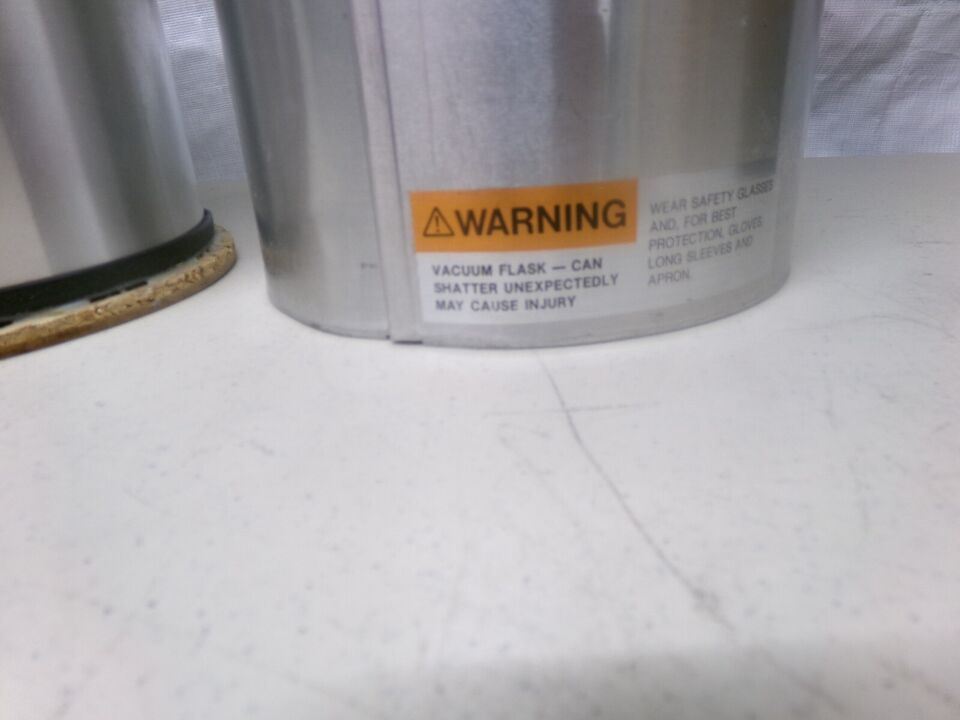 WARNING
VACUUM FLASK — CAN
SHATTER UNEXPECTEDLY
MAY CAUSE INJURY
WEAR SAFETY GLASSES
AND, FOR BEST
PROTECTION, GLOVES
LONG SLEEVES AND
APRON.